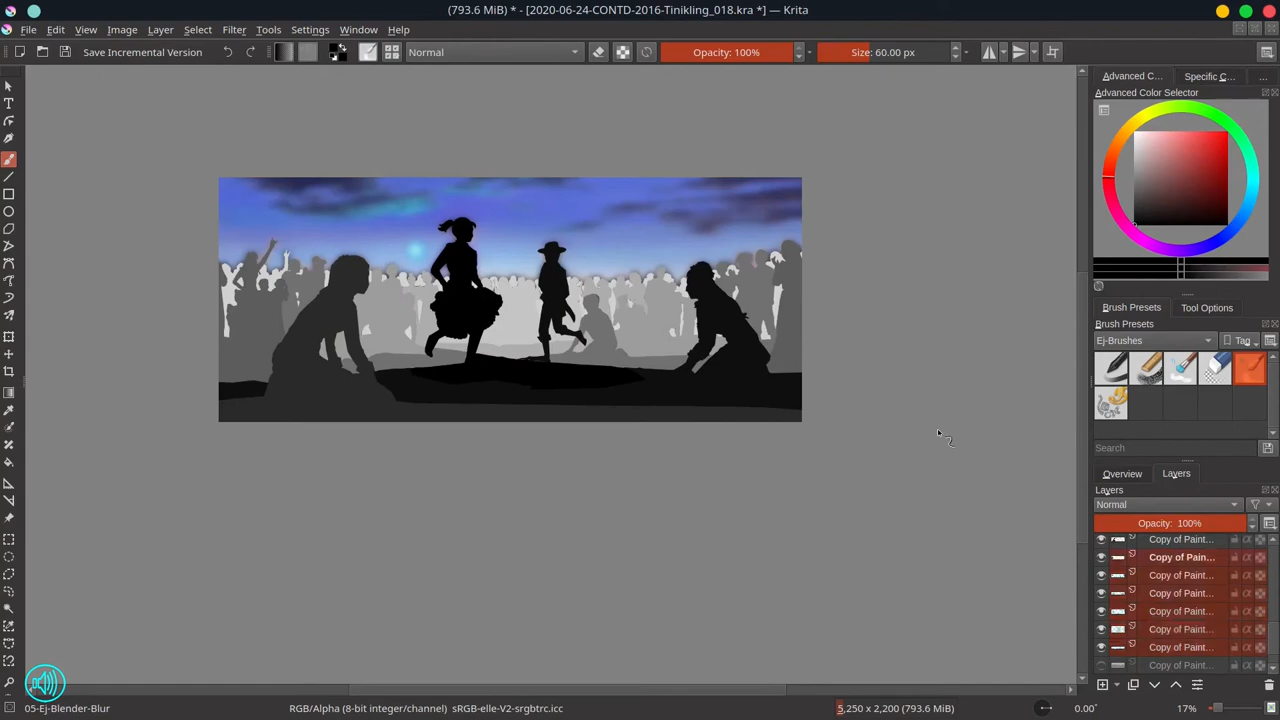 (793.6 MiB) * - [2020-06-24-CONTD-2016-Tinikling_018.kra *] — Krita
File Edit View Image Layer Select Filter Tools Settings Window Help
Save Incremental Version Normal Opacity: 100% Size: 60.00 px
Advanced C... Specific C... ...
Advanced Color Selector
Brush Presets Tool Options
Brush Presets
Ej-Brushes Tag
Search
Overview Layers
Layers
Normal
Opacity: 100%
Copy of Paint...
Copy of Pain...
Copy of Paint...
Copy of Paint...
Copy of Paint...
Copy of Paint...
Copy of Paint...
Copy of Paint...
05-Ej-Blender-Blur RGB/Alpha (8-bit integer/channel) sRGB-elle-V2-srgbtrc.icc 5,250 x 2,200 (793.6 MiB) 0.00° 17%